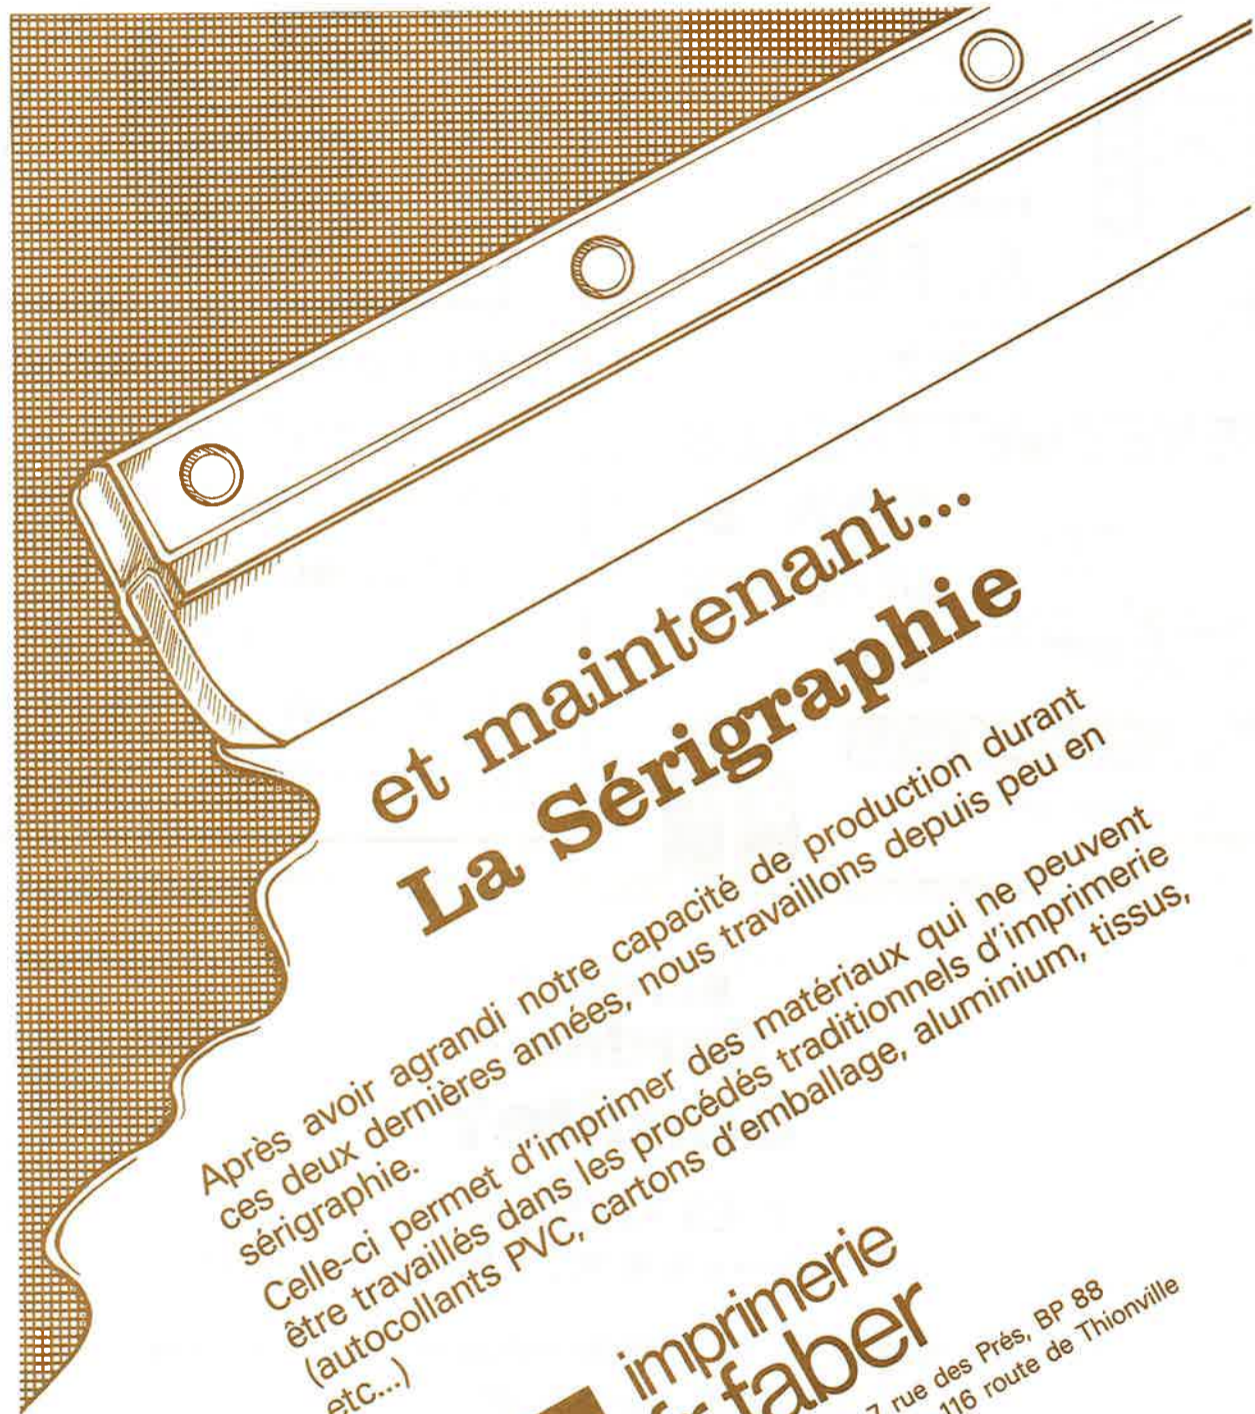 et maintenant...
La Sérigraphie
Après avoir agrandi notre capacité de production durant
ces deux dernières années, nous travaillons depuis peu en
sérigraphie.
Celle-ci permet d'imprimer des matériaux qui ne peuvent
être travaillés dans les procédés traditionnels d'imprimerie
(autocollants PVC, cartons d'emballage, aluminium, tissus,
etc...)
imprimerie
fr. faber
7 rue des Prés, BP 88
116 route de Thionville